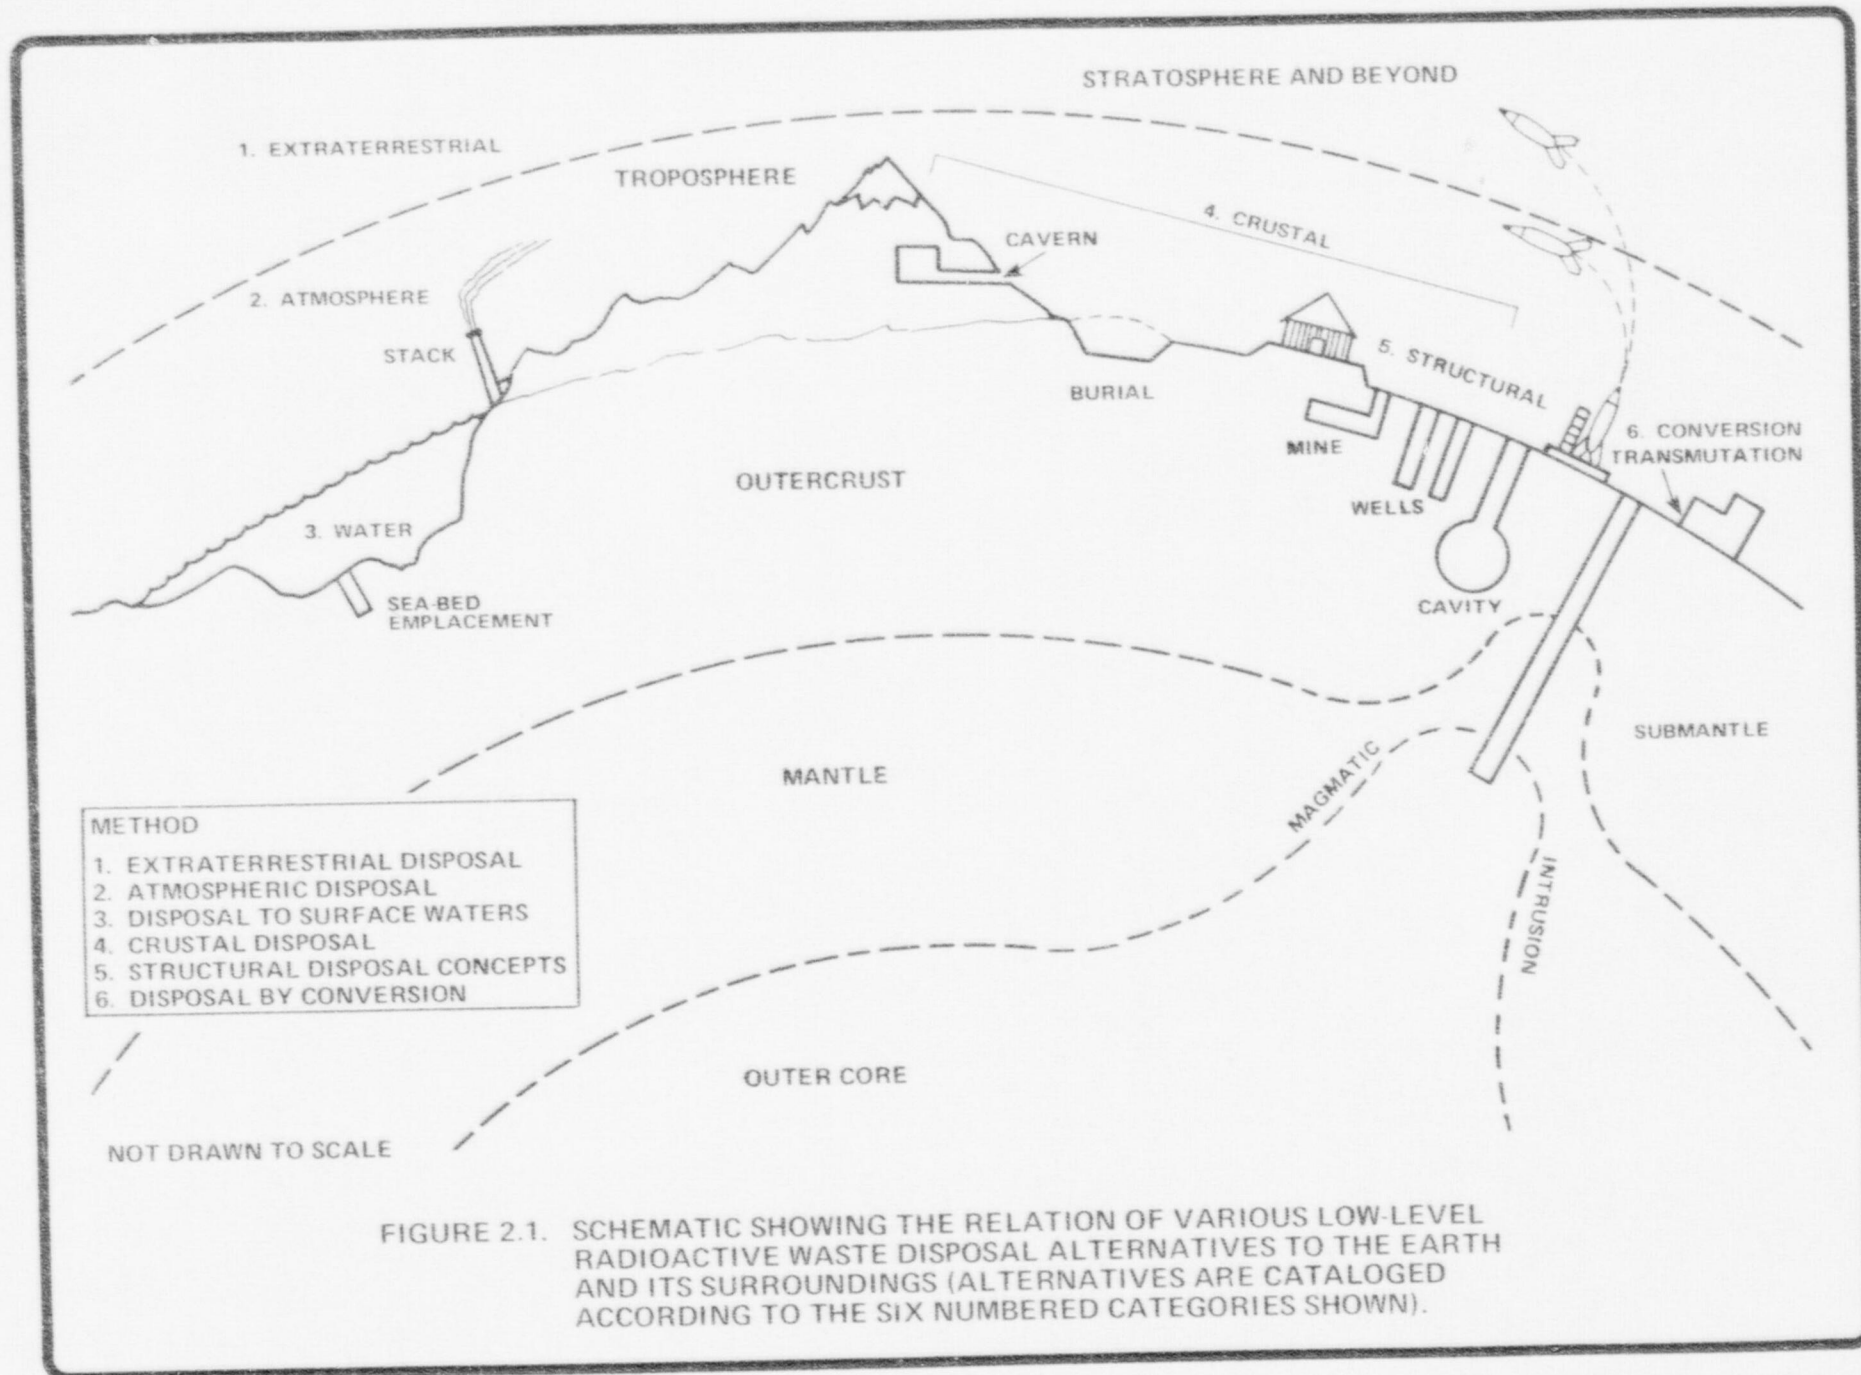 STRATOSPHERE AND BEYOND
1. EXTRATERRESTRIAL
TROPOSPHERE
4. CRUSTAL
CAVERN
2. ATMOSPHERE
STACK
5. STRUCTURAL
BURIAL
6. CONVERSION
TRANSMUTATION
MINE
OUTERCRUST
WELLS
3. WATER
CAVITY
SEA-BED
EMPLACEMENT
SUBMANTLE
MANTLE
MAGMATIC
INTRUSION
METHOD
1. EXTRATERRESTRIAL DISPOSAL
2. ATMOSPHERIC DISPOSAL
3. DISPOSAL TO SURFACE WATERS
4. CRUSTAL DISPOSAL
5. STRUCTURAL DISPOSAL CONCEPTS
6. DISPOSAL BY CONVERSION
OUTER CORE
NOT DRAWN TO SCALE
FIGURE 2.1. SCHEMATIC SHOWING THE RELATION OF VARIOUS LOW-LEVEL
RADIOACTIVE WASTE DISPOSAL ALTERNATIVES TO THE EARTH
AND ITS SURROUNDINGS (ALTERNATIVES ARE CATALOGED
ACCORDING TO THE SIX NUMBERED CATEGORIES SHOWN).